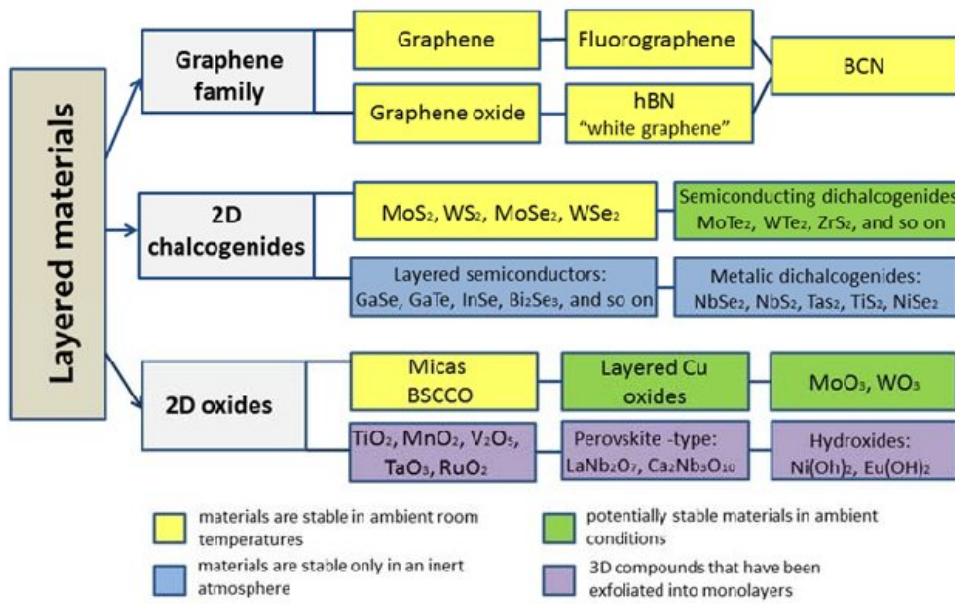 Layered materials
Graphene
family
Graphene
Fluorographene
BCN
Graphene oxide
hBN
“white graphene”
2D
chalcogenides
MoS₂, WS₂, MoSe₂, WSe₂
Semiconducting dichalcogenides
MoTe₂, WTe₂, ZrS₂, and so on
Layered semiconductors:
GaSe, GaTe, InSe, Bi₂Se₃, and so on
Metalic dichalcogenides:
NbSe₂, NbS₂, Tas₂, TiS₂, NiSe₂
2D oxides
Micas
BSCCO
Layered Cu
oxides
MoO₃, WO₃
TiO₂, MnO₂, V₂O₅,
TaO₃, RuO₂
Perovskite -type:
LaNb₂O₇, Ca₂Nb₃O₁₀
Hydroxides:
Ni(Oh)₂, Eu(OH)₂
materials are stable in ambient room
temperatures
potentially stable materials in ambient
conditions
materials are stable only in an inert
atmosphere
3D compounds that have been
exfoliated into monolayers